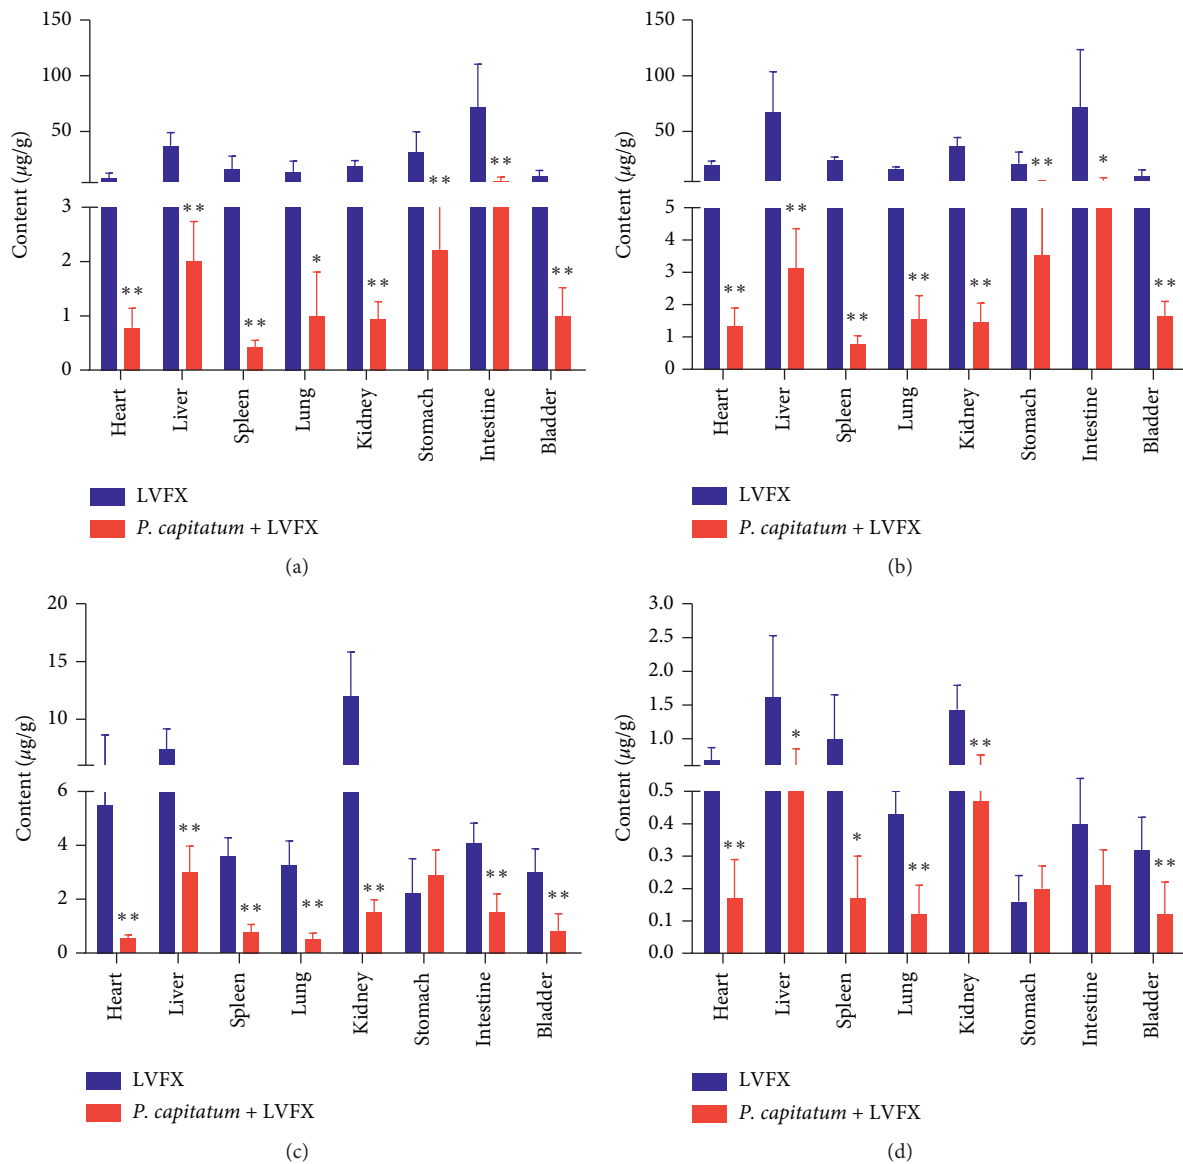 150
100
50
3
2
1
0
Content (µg/g)
** ** ** * ** ** ** **
Heart Liver Spleen Lung Kidney Stomach Intestine Bladder
LVFX
P. capitatum + LVFX
(a)
150
100
50
5
4
3
2
1
0
Content (µg/g)
** ** ** ** ** ** * **
Heart Liver Spleen Lung Kidney Stomach Intestine Bladder
LVFX
P. capitatum + LVFX
(b)
20
15
10
6
4
2
0
Content (µg/g)
** ** ** ** ** ** **
Heart Liver Spleen Lung Kidney Stomach Intestine Bladder
LVFX
P. capitatum + LVFX
(c)
3.0
2.5
2.0
1.5
1.0
0.5
0.4
0.3
0.2
0.1
0.0
Content (µg/g)
** * * ** ** **
Heart Liver Spleen Lung Kidney Stomach Intestine Bladder
LVFX
P. capitatum + LVFX
(d)